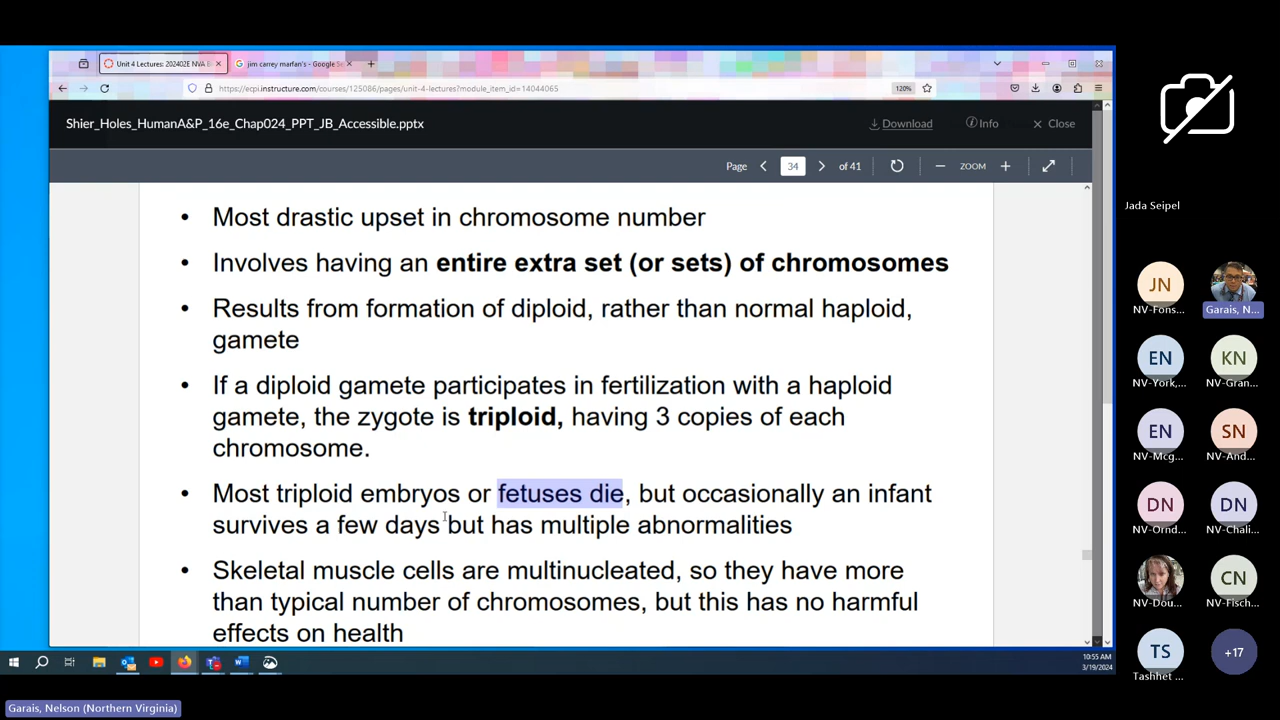 Unit 4 Lectures: 202402E NVA B
jim carrey marfan's - Google Se
https://ecpi.instructure.com/courses/125086/pages/unit-4-lectures?module_item_id=14044065
120%
Shier_Holes_HumanA&P_16e_Chap024_PPT_JB_Accessible.pptx
Download
Info
Close
Page
34
of 41
ZOOM
• Most drastic upset in chromosome number
• Involves having an entire extra set (or sets) of chromosomes
• Results from formation of diploid, rather than normal haploid,
gamete
• If a diploid gamete participates in fertilization with a haploid
gamete, the zygote is triploid, having 3 copies of each
chromosome.
• Most triploid embryos or fetuses die, but occasionally an infant
survives a few days but has multiple abnormalities
• Skeletal muscle cells are multinucleated, so they have more
than typical number of chromosomes, but this has no harmful
effects on health
10:55 AM
3/19/2024
Jada Seipel
JN
NV-Fons...
Garais, N...
EN
NV-York,...
KN
NV-Gran...
EN
NV-Mcg...
SN
NV-And...
DN
NV-Ornd...
DN
NV-Chali...
NV-Dou...
CN
NV-Fisch...
TS
Tashhet ...
+17
Garais, Nelson (Northern Virginia)